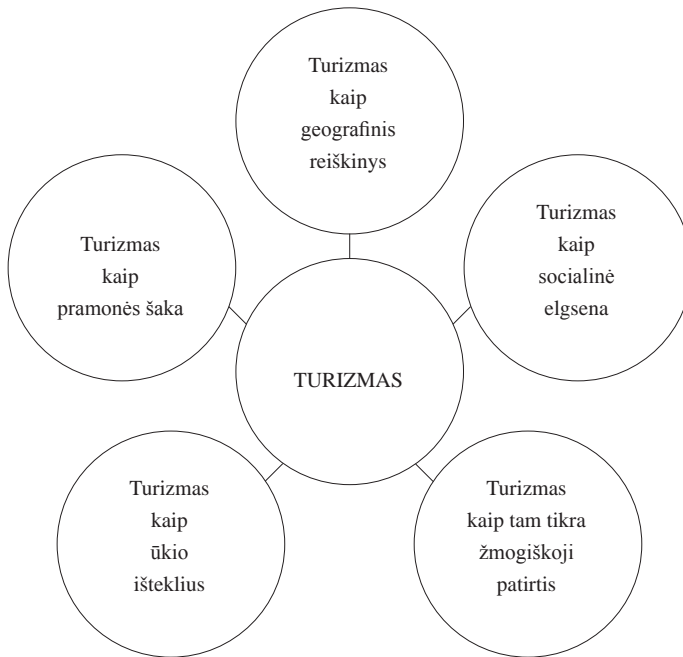 Turizmas
kaip
geografinis
reiškinys
Turizmas
kaip
pramonės šaka
Turizmas
kaip
socialinė
elgsena
TURIZMAS
Turizmas
kaip
ūkio
išteklius
Turizmas
kaip tam tikra
žmogiškoji
patirtis